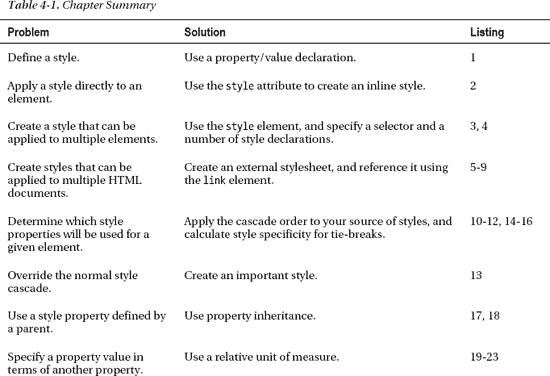 Table 4-1. Chapter Summary
Problem Solution Listing
Define a style. Use a property/value declaration. 1
Apply a style directly to an Use the style attribute to create an inline style. 2
element.
Create a style that can be Use the style element, and specify a selector and a 3, 4
applied to multiple elements. number of style declarations.
Create styles that can be Create an external stylesheet, and reference it using 5-9
applied to multiple HTML the link element.
documents.
Determine which style Apply the cascade order to your source of styles, and 10-12, 14-16
properties will be used for a calculate style specificity for tie-breaks.
given element.
Override the normal style Create an important style. 13
cascade.
Use a style property defined by Use property inheritance. 17, 18
a parent.
Specify a property value in Use a relative unit of measure. 19-23
terms of another property.